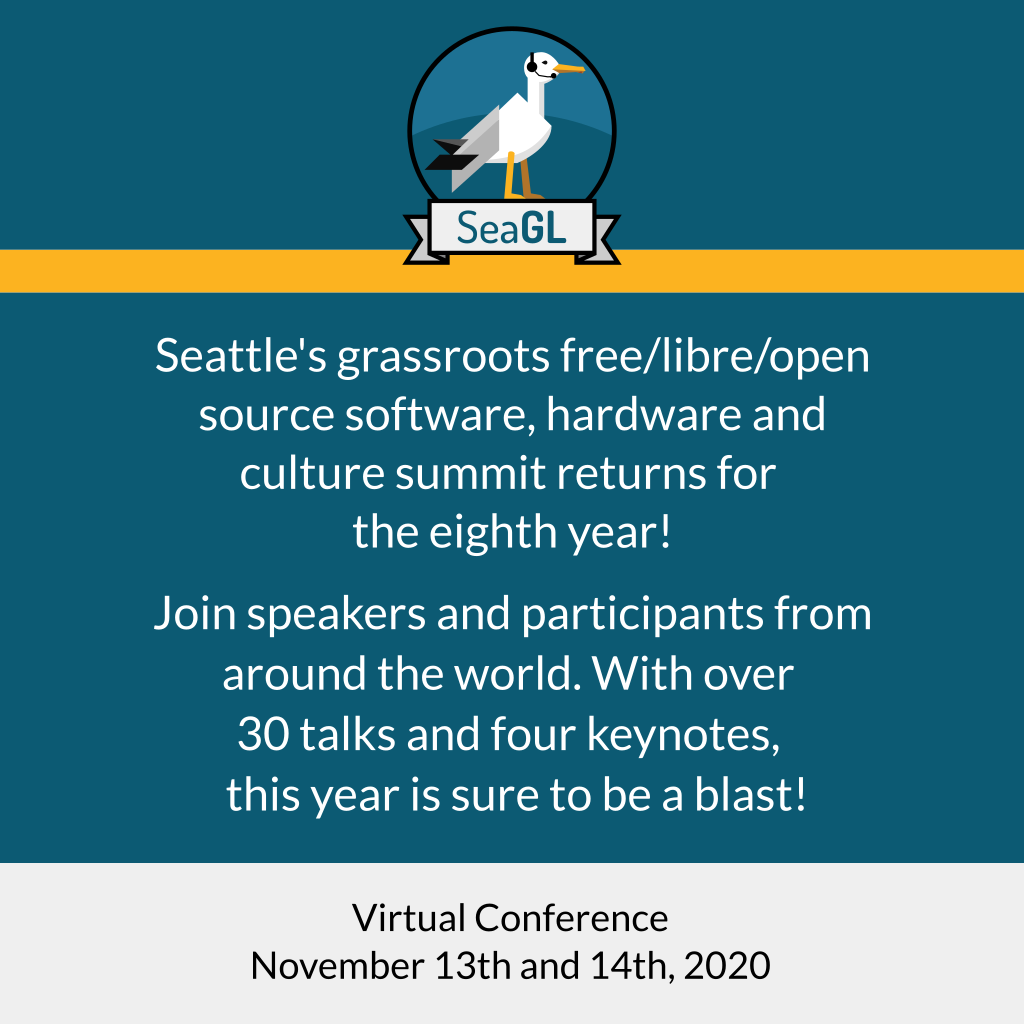 SeaGL
Seattle's grassroots free/libre/open
source software, hardware and
culture summit returns for
the eighth year!
Join speakers and participants from
around the world. With over
30 talks and four keynotes,
this year is sure to be a blast!
Virtual Conference
November 13th and 14th, 2020